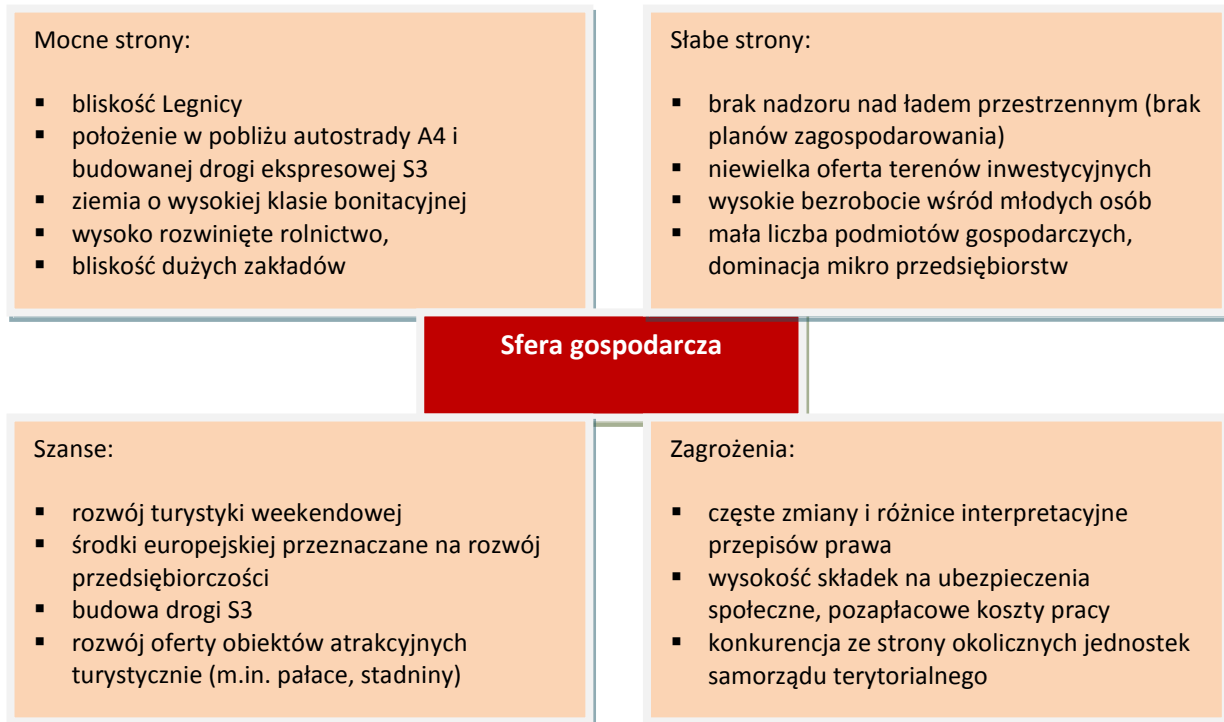 Mocne strony:
▪ bliskość Legnicy
▪ położenie w pobliżu autostrady A4 i
budowanej drogi ekspresowej S3
▪ ziemia o wysokiej klasie bonitacyjnej
▪ wysoko rozwinięte rolnictwo,
▪ bliskość dużych zakładów
Słabe strony:
▪ brak nadzoru nad ładem przestrzennym (brak
planów zagospodarowania)
▪ niewielka oferta terenów inwestycyjnych
▪ wysokie bezrobocie wśród młodych osób
▪ mała liczba podmiotów gospodarczych,
dominacja mikro przedsiębiorstw
Sfera gospodarcza
Szanse:
▪ rozwój turystyki weekendowej
▪ środki europejskiej przeznaczane na rozwój
przedsiębiorczości
▪ budowa drogi S3
▪ rozwój oferty obiektów atrakcyjnych
turystycznie (m.in. pałace, stadniny)
Zagrożenia:
▪ częste zmiany i różnice interpretacyjne
przepisów prawa
▪ wysokość składek na ubezpieczenia
społeczne, pozapłacowe koszty pracy
▪ konkurencja ze strony okolicznych jednostek
samorządu terytorialnego